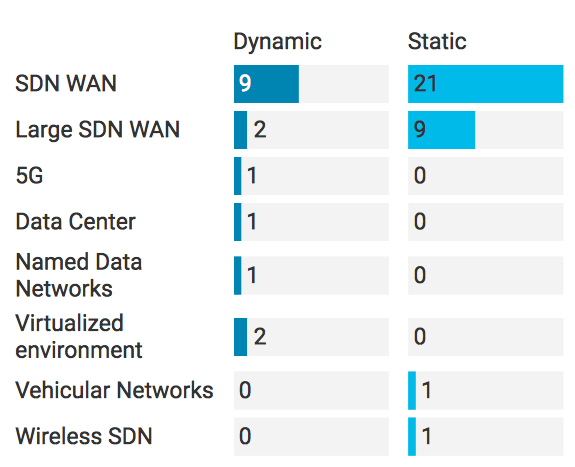 Dynamic Static
SDN WAN 9 21
Large SDN WAN 2 9
5G 1 0
Data Center 1 0
Named Data
Networks 1 0
Virtualized
environment 2 0
Vehicular Networks 0 1
Wireless SDN 0 1